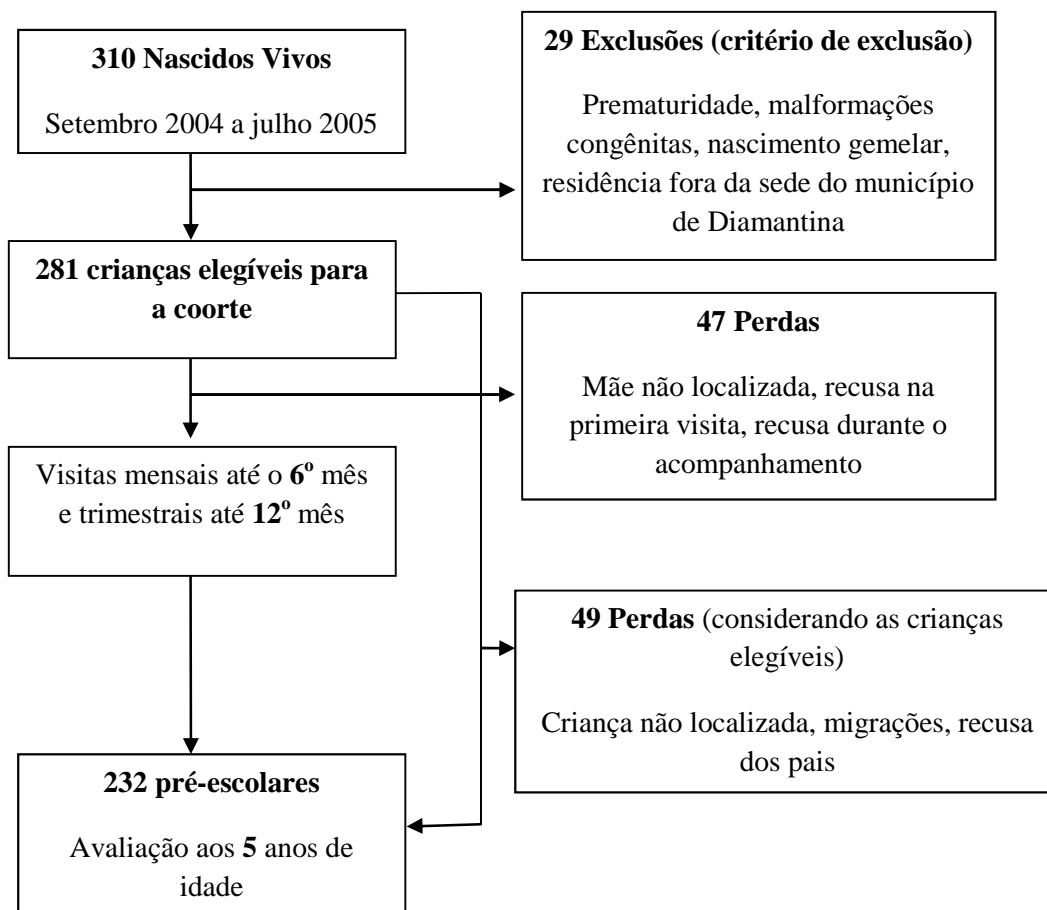 310 Nascidos Vivos
Setembro 2004 a julho 2005
29 Exclusões (critério de exclusão)
Prematuridade, malformações
congênitas, nascimento gemelar,
residência fora da sede do município
de Diamantina
281 crianças elegíveis para
a coorte
47 Perdas
Mãe não localizada, recusa na
primeira visita, recusa durante o
acompanhamento
Visitas mensais até o 6º mês
e trimestrais até 12º mês
49 Perdas (considerando as crianças
elegíveis)
Criança não localizada, migrações, recusa
dos pais
232 pré-escolares
Avaliação aos 5 anos de
idade